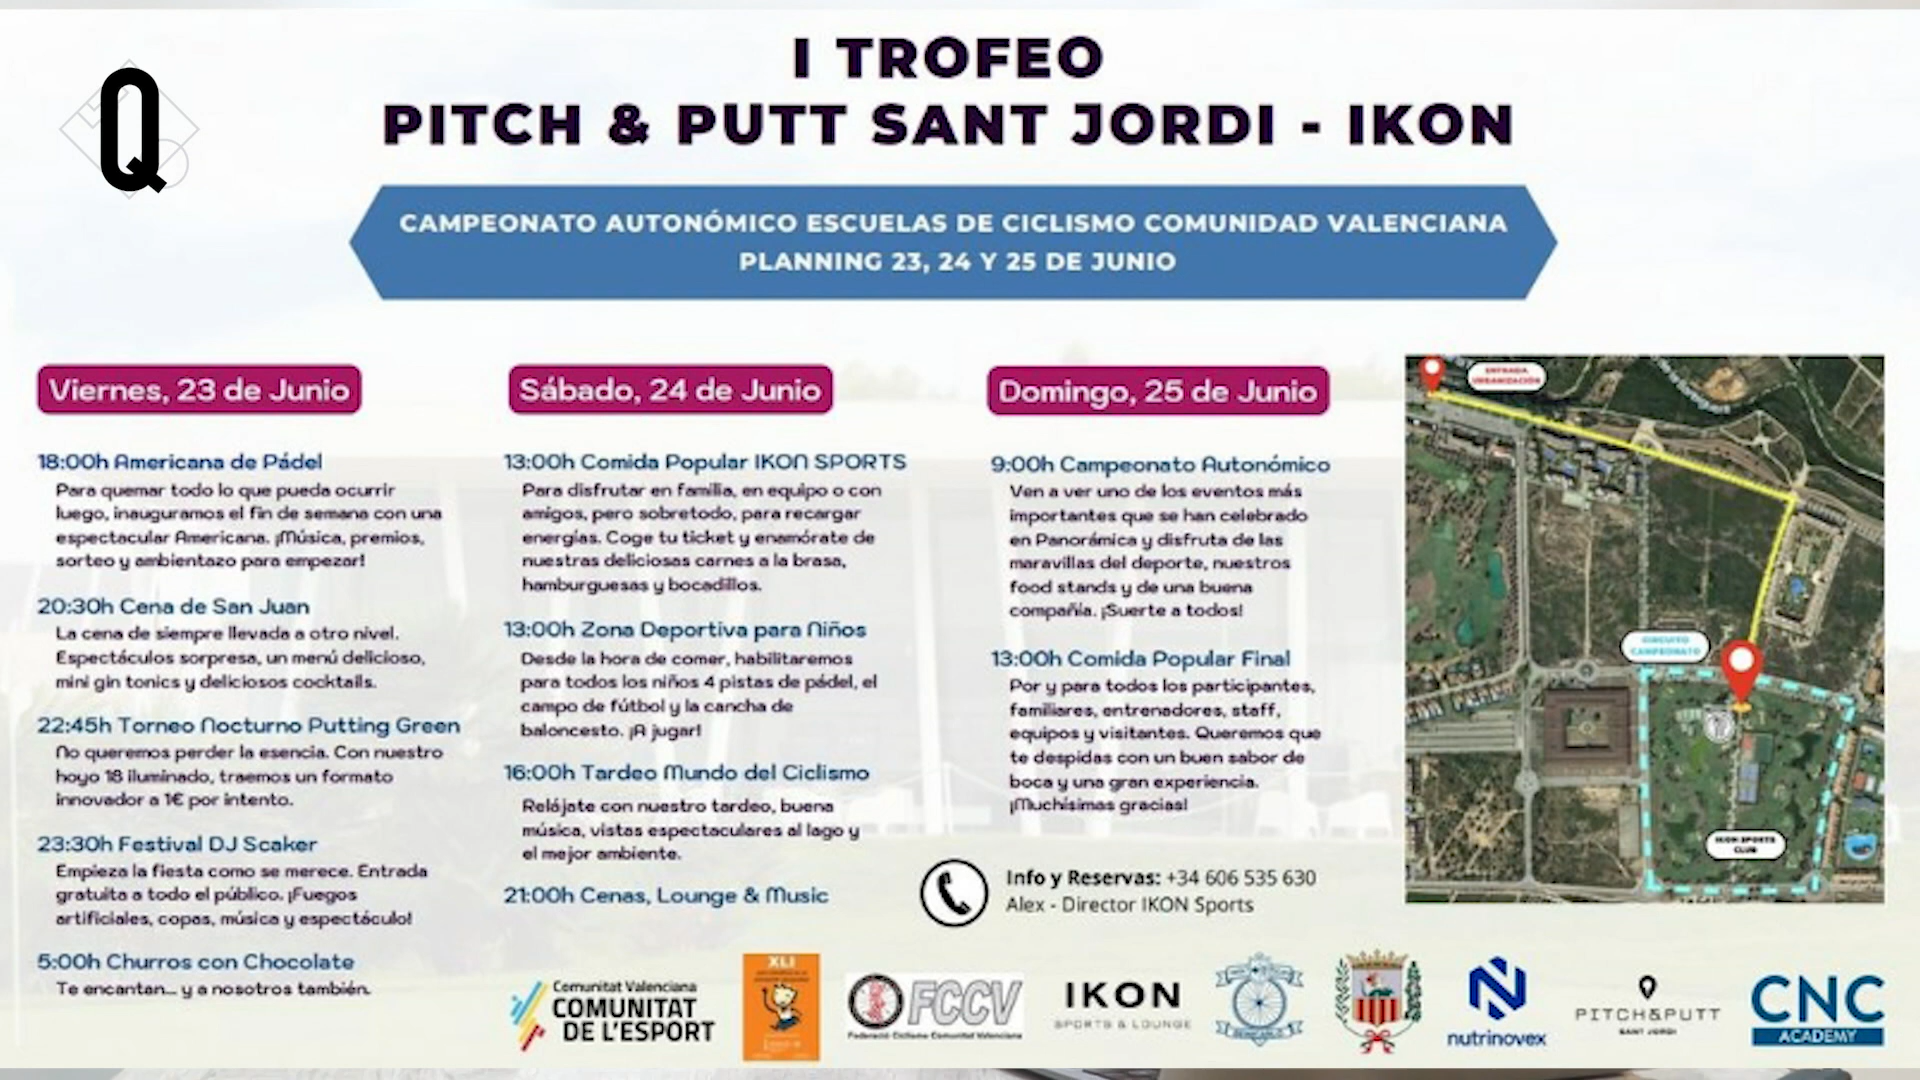 Q
I TROFEO
PITCH & PUTT SANT JORDI - IKON
CAMPEONATO AUTONÓMICO ESCUELAS DE CICLISMO COMUNIDAD VALENCIANA
PLANNING 23, 24 Y 25 DE JUNIO
Viernes, 23 de Junio
18:00h Americana de Pádel
Para quemar todo lo que pueda ocurrir
luego, inauguramos el fin de semana con una
espectacular Americana. ¡Música, premios,
sorteo y ambientazo para empezar!
20:30h Cena de San Juan
La cena de siempre llevada a otro nivel.
Espectáculos sorpresa, un menú delicioso,
mini gin tonics y deliciosos cocktails.
22:45h Torneo Nocturno Putting Green
No queremos perder la esencia. Con nuestro
hoyo 18 iluminado, traemos un formato
innovador a 1€ por intento.
23:30h Festival DJ Scaker
Empieza la fiesta como se merece. Entrada
gratuita a todo el público. ¡Fuegos
artificiales, copas, música y espectáculo!
5:00h Churros con Chocolate
Te encantan... y a nosotros también.
Sábado, 24 de Junio
13:00h Comida Popular IKON SPORTS
Para disfrutar en familia, en equipo o con
amigos, pero sobretodo, para recargar
energías. Coge tu ticket y enamórate de
nuestras deliciosas carnes a la brasa,
hamburguesas y bocadillos.
13:00h Zona Deportiva para Niños
Desde la hora de comer, habilitaremos
para todos los niños 4 pistas de pádel, el
campo de fútbol y la cancha de
baloncesto. ¡A jugar!
16:00h Tardeo Mundo del Ciclismo
Relájate con nuestro tardeo, buena
música, vistas espectaculares al lago y
el mejor ambiente.
21:00h Cenas, Lounge & Music
Domingo, 25 de Junio
9:00h Campeonato Autonómico
Ven a ver uno de los eventos más
importantes que se han celebrado
en Panorámica y disfruta de las
maravillas del deporte, nuestros
food stands y de una buena
compañía. ¡Suerte a todos!
13:00h Comida Popular Final
Por y para todos los participantes,
familiares, entrenadores, staff,
equipos y visitantes. Queremos que
te despidas con un buen sabor de
boca y una gran experiencia.
¡Muchísimas gracias!
Info y Reservas: +34 606 535 630
Alex - Director IKON Sports
ENTRADA
URBANIZACIÓN
CIRCUITO
CAMPEONATO
IKON SPORTS
CLUB
Comunitat Valenciana
COMUNITAT
DE L'ESPORT
XLI
FCCV
Federació Ciclisme Comunitat Valenciana
IKON
SPORTS & LOUNGE
nutrinovex
PITCH&PUTT
SANT JORDI
CNC
ACADEMY